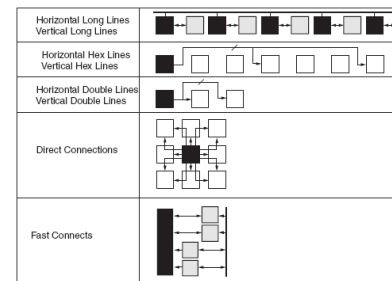 Horizontal Long Lines
Vertical Long Lines
Horizontal Hex Lines
Vertical Hex Lines
Horizontal Double Lines
Vertical Double Lines
Direct Connections
Fast Connects